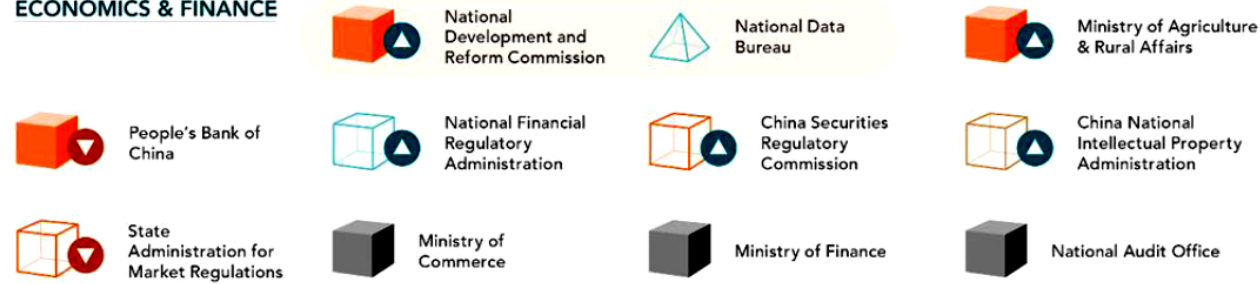 ECONOMICS & FINANCE
National
Development and
Reform Commission
National Data
Bureau
Ministry of Agriculture
& Rural Affairs
People's Bank of
China
National Financial
Regulatory
Administration
China Securities
Regulatory
Commission
China National
Intellectual Property
Administration
State
Administration for
Market Regulations
Ministry of
Commerce
Ministry of Finance
National Audit Office